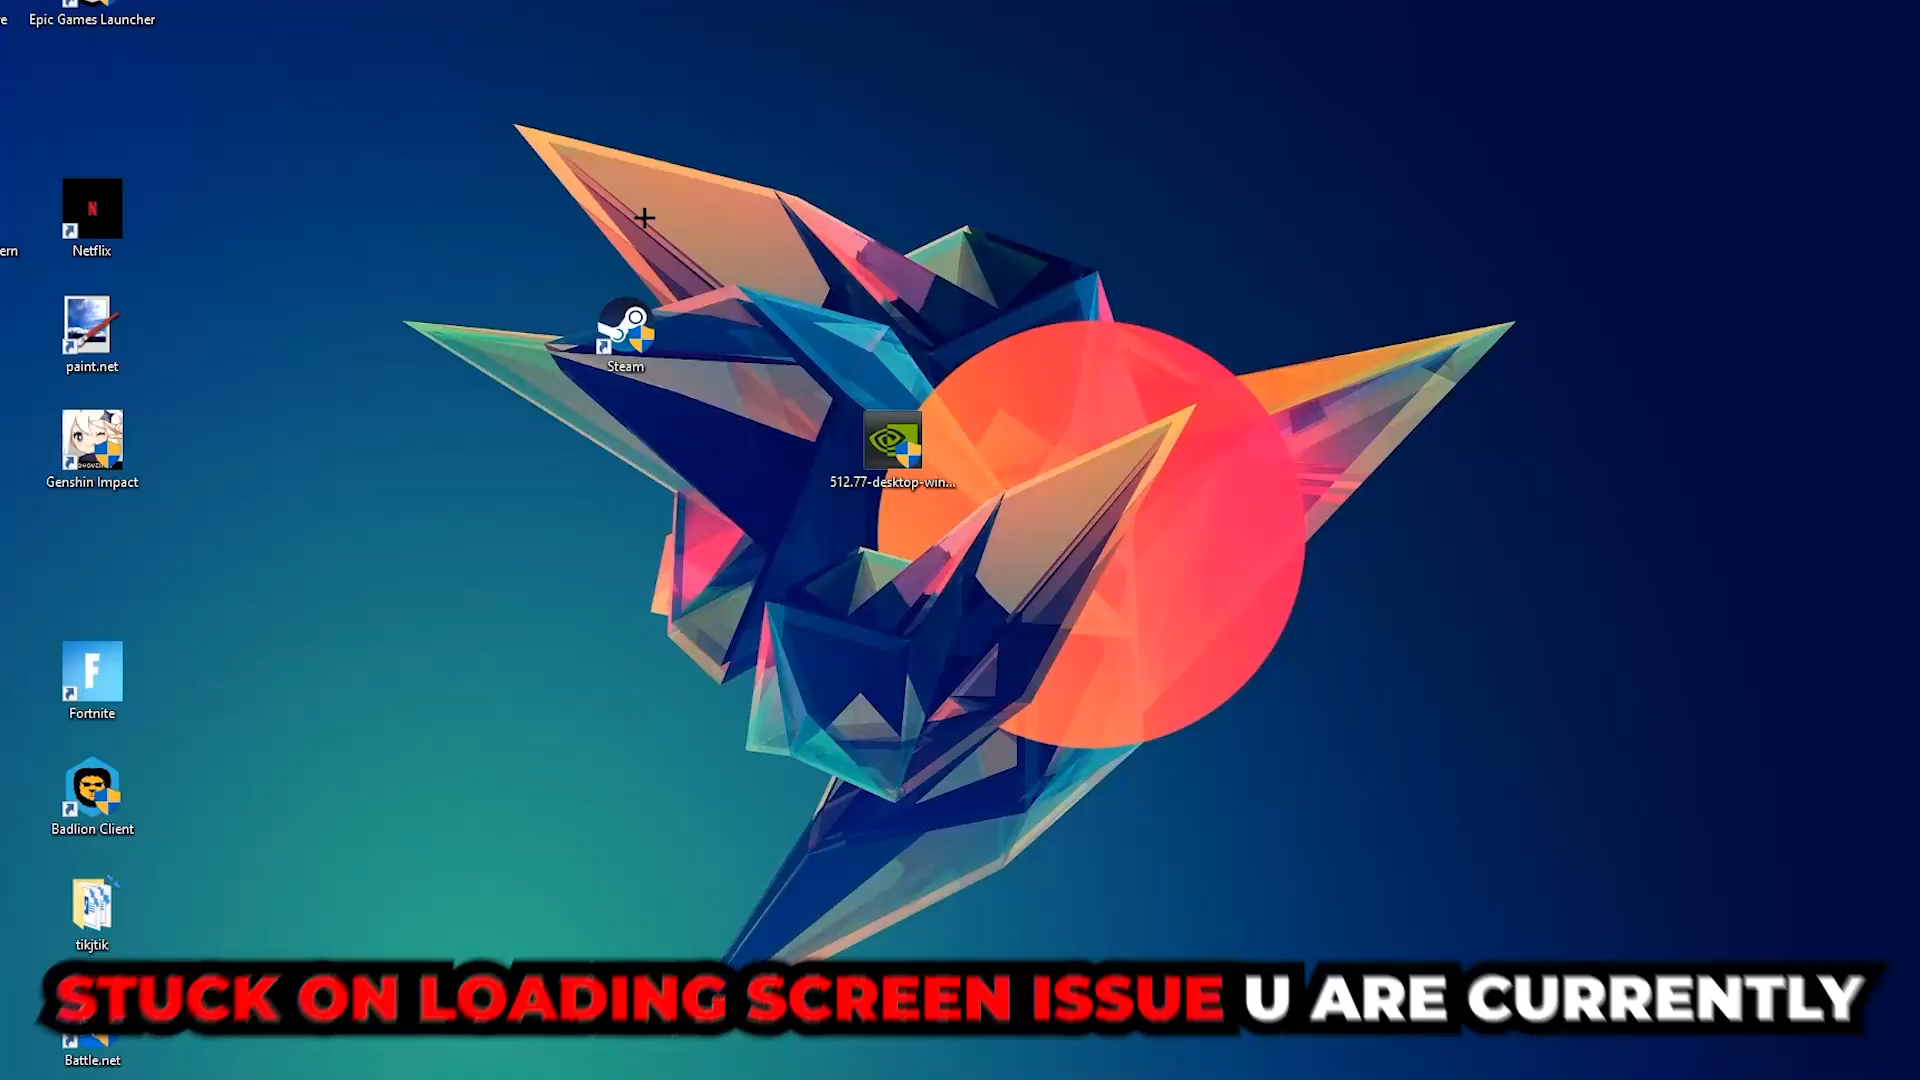 Epic Games Launcher
N
Netflix
ern
paint.net
Steam
Genshin Impact
512.77-desktop-win...
F
Fortnite
Badlion Client
tikjtik
STUCK ON LOADING SCREEN ISSUE U ARE CURRENTLY
Battle.net